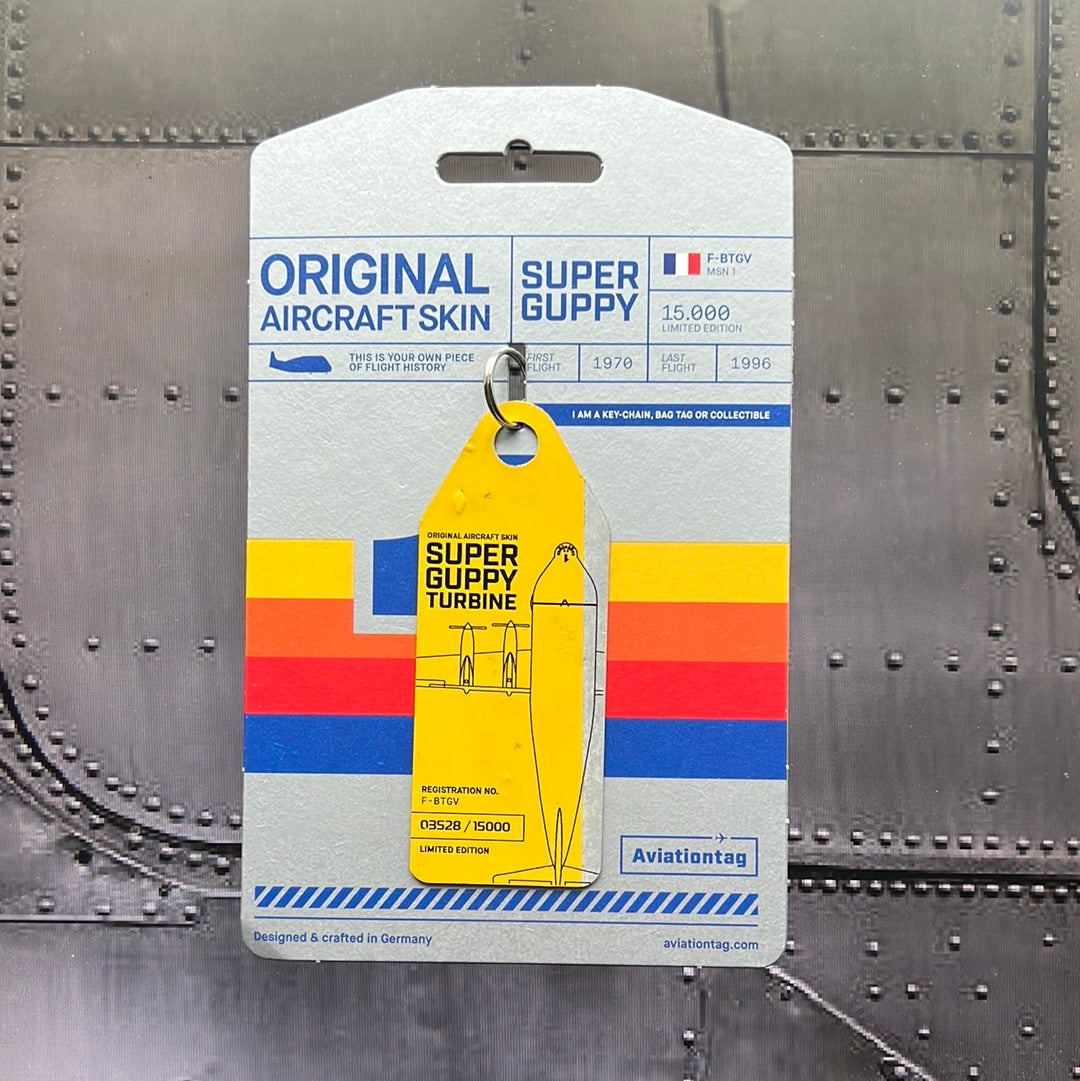 ORIGINAL
AIRCRAFT SKIN
SUPER
GUPPY
F-BTGV
MSN 1
15.000
LIMITED EDITION
THIS IS YOUR OWN PIECE
OF FLIGHT HISTORY
FIRST
FLIGHT
1970
LAST
FLIGHT
1996
I AM A KEY-CHAIN, BAG TAG OR COLLECTIBLE
ORIGINAL AIRCRAFT SKIN
SUPER
GUPPY
TURBINE
REGISTRATION NO.
F-BTGV
03528 / 15000
LIMITED EDITION
Aviationtag
Designed & crafted in Germany
aviationtag.com